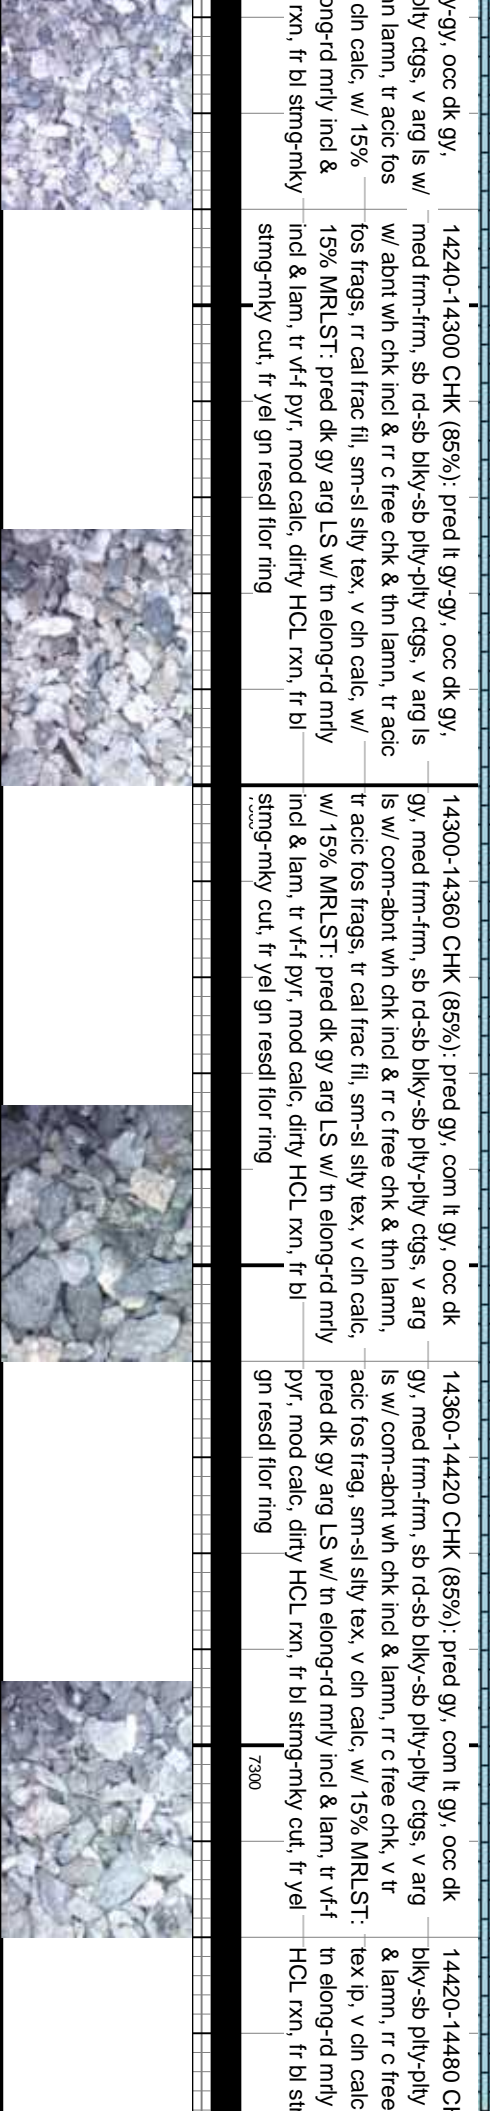 y-gy, occ dk gy,
plty ctgs, v arg ls w/
n lamn, tr acic fos
cln calc, w/ 15%
ong-rd mrly incl &
rxn, fr bl stmg-mky
14240-14300 CHK (85%): pred lt gy-gy, occ dk gy,
med frm-frm, sb rd-sb blky-sb plty-plty ctgs, v arg ls
w/ abnt wh chk incl & rr c free chk & thn lamn, tr acic
fos frags, rr cal frac fil, sm-sl slty tex, v cln calc, w/
15% MRLST: pred dk gy arg LS w/ tn elong-rd mrly
incl & lam, tr vf-f pyr, mod calc, dirty HCL rxn, fr bl
stmg-mky cut, fr yel gn resdl flor ring
14300-14360 CHK (85%): pred gy, com lt gy, occ dk
gy, med frm-frm, sb rd-sb blky-sb plty-plty ctgs, v arg
ls w/ com-abnt wh chk incl & rr c free chk & thn lamn,
tr acic fos frags, tr cal frac fil, sm-sl slty tex, v cln calc,
w/ 15% MRLST: pred dk gy arg LS w/ tn elong-rd mrly
incl & lam, tr vf-f pyr, mod calc, dirty HCL rxn, fr bl
stmg-mky cut, fr yel gn resdl flor ring
14360-14420 CHK (85%): pred gy, com lt gy, occ dk
gy, med frm-frm, sb rd-sb blky-sb plty-plty ctgs, v arg
ls w/ com-abnt wh chk incl & lamn, rr c free chk, v tr
acic fos frag, sm-sl slty tex, v cln calc, w/ 15% MRLST:
pred dk gy arg LS w/ tn elong-rd mrly incl & lam, tr vf-f
pyr, mod calc, dirty HCL rxn, fr bl stmg-mky cut, fr yel
gn resdl flor ring
7300
14420-14480 CH
blky-sb plty-plty
& lamn, rr c free
tex ip, v cln calc
tn elong-rd mrly
HCL rxn, fr bl str